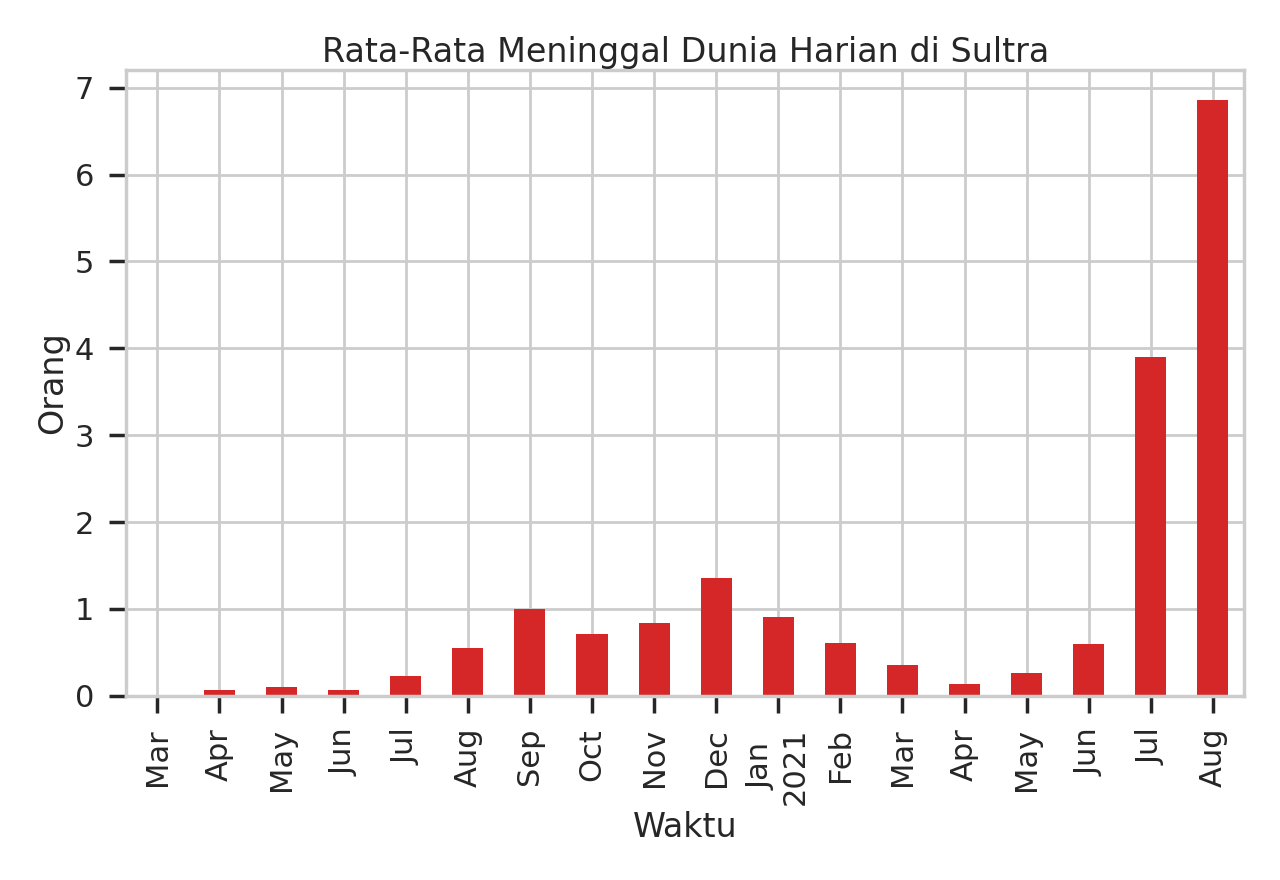 Rata-Rata Meninggal Dunia Harian di Sultra
7
6
5
4
3
2
1
0
Orang
Mar
Apr
May
Jun
Jul
Aug
Sep
Oct
Nov
Dec
Jan
2021
Feb
Mar
Apr
May
Jun
Jul
Aug
Waktu